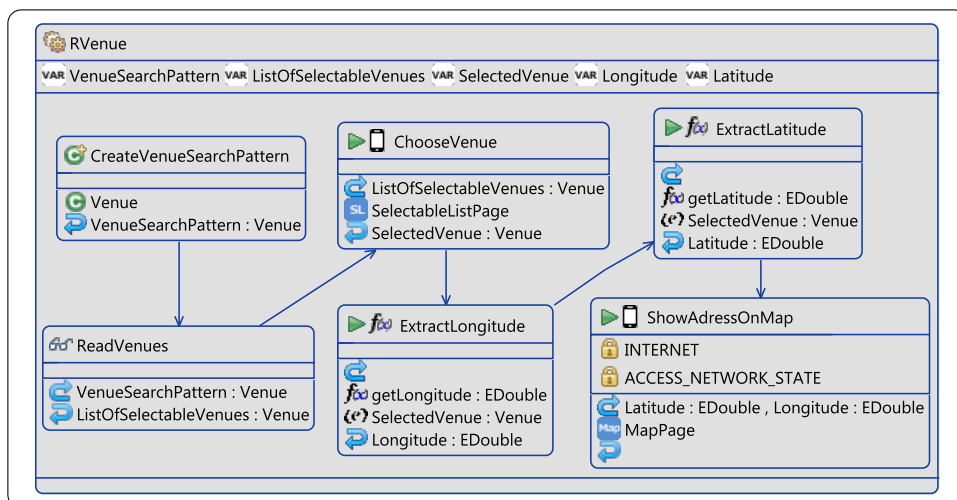 RVenue
VAR VenueSearchPattern VAR ListOfSelectableVenues VAR SelectedVenue VAR Longitude VAR Latitude
CreateVenueSearchPattern
C Venue
VenueSearchPattern : Venue
ReadVenues
VenueSearchPattern : Venue
ListOfSelectableVenues : Venue
ChooseVenue
ListOfSelectableVenues : Venue
SL SelectableListPage
SelectedVenue : Venue
f(x) ExtractLongitude
f(x) getLongitude : EDouble
(e) SelectedVenue : Venue
Longitude : EDouble
f(x) ExtractLatitude
f(x) getLatitude : EDouble
(e) SelectedVenue : Venue
Latitude : EDouble
ShowAdressOnMap
INTERNET
ACCESS_NETWORK_STATE
Latitude : EDouble , Longitude : EDouble
Map MapPage